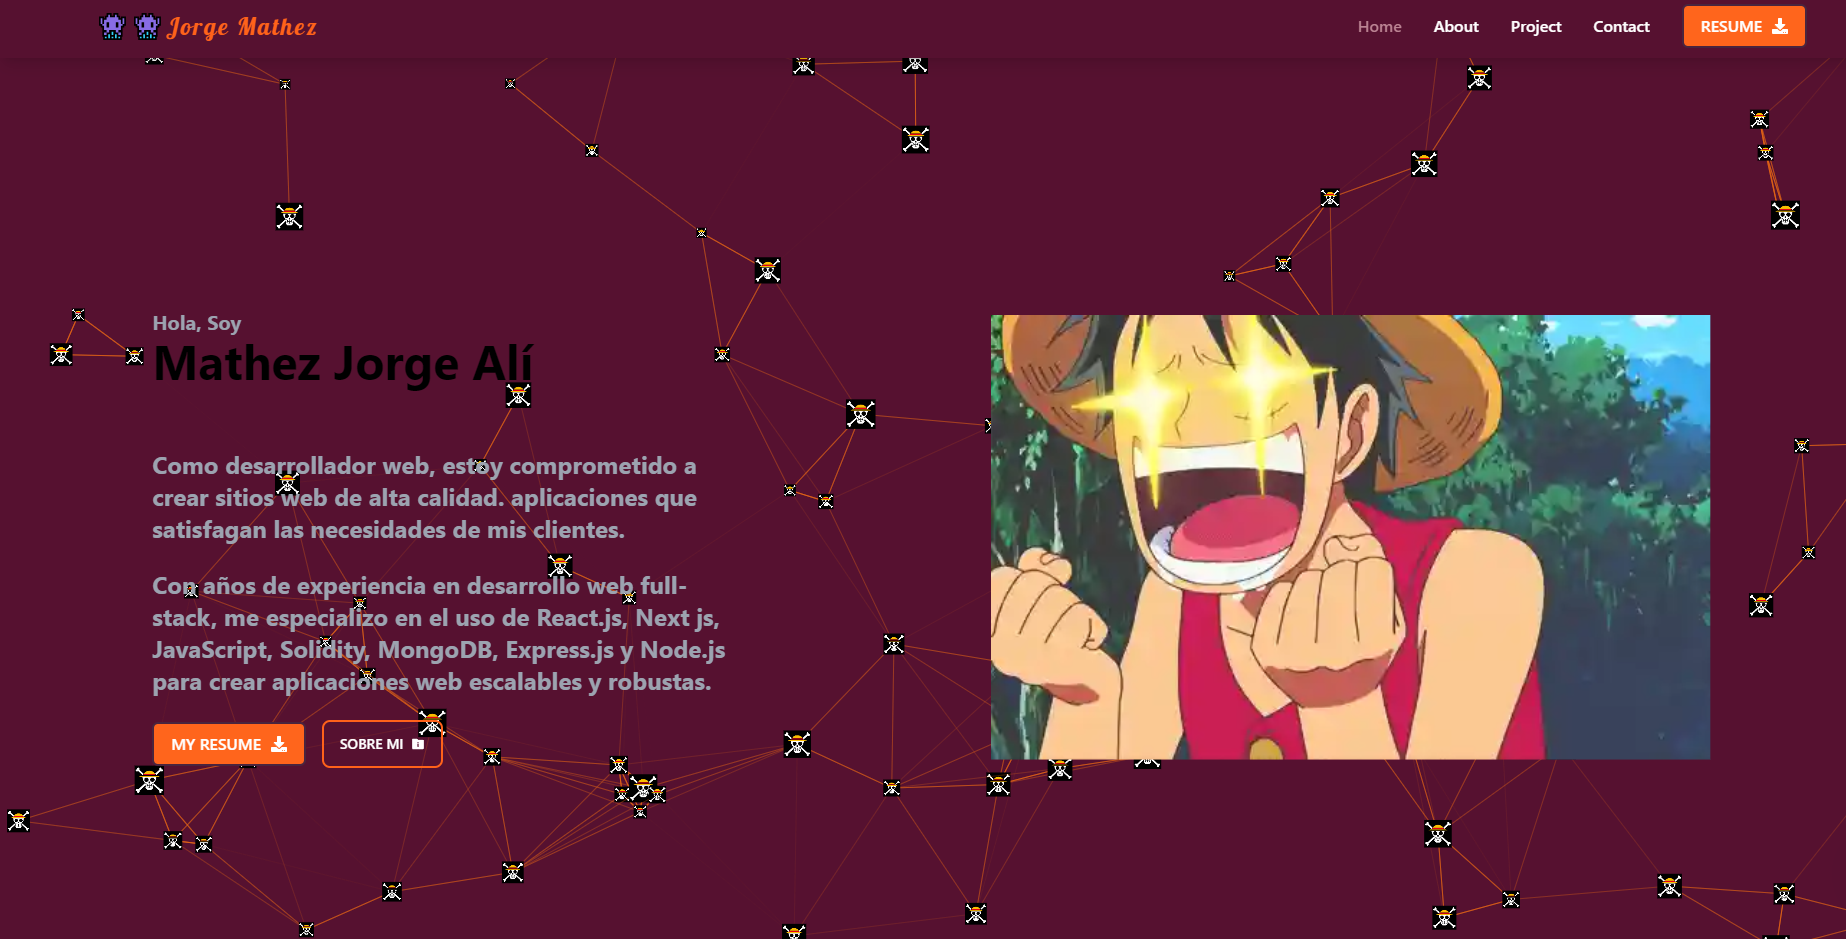 Jorge Mathez
Home About Project Contact RESUME
Hola, Soy
Mathez Jorge Alí
Como desarrollador web, estoy comprometido a
crear sitios web de alta calidad. aplicaciones que
satisfagan las necesidades de mis clientes.
Con años de experiencia en desarrollo web full-
stack, me especializo en el uso de React.js, Next js,
JavaScript, Solidity, MongoDB, Express.js y Node.js
para crear aplicaciones web escalables y robustas.
MY RESUME SOBRE MI